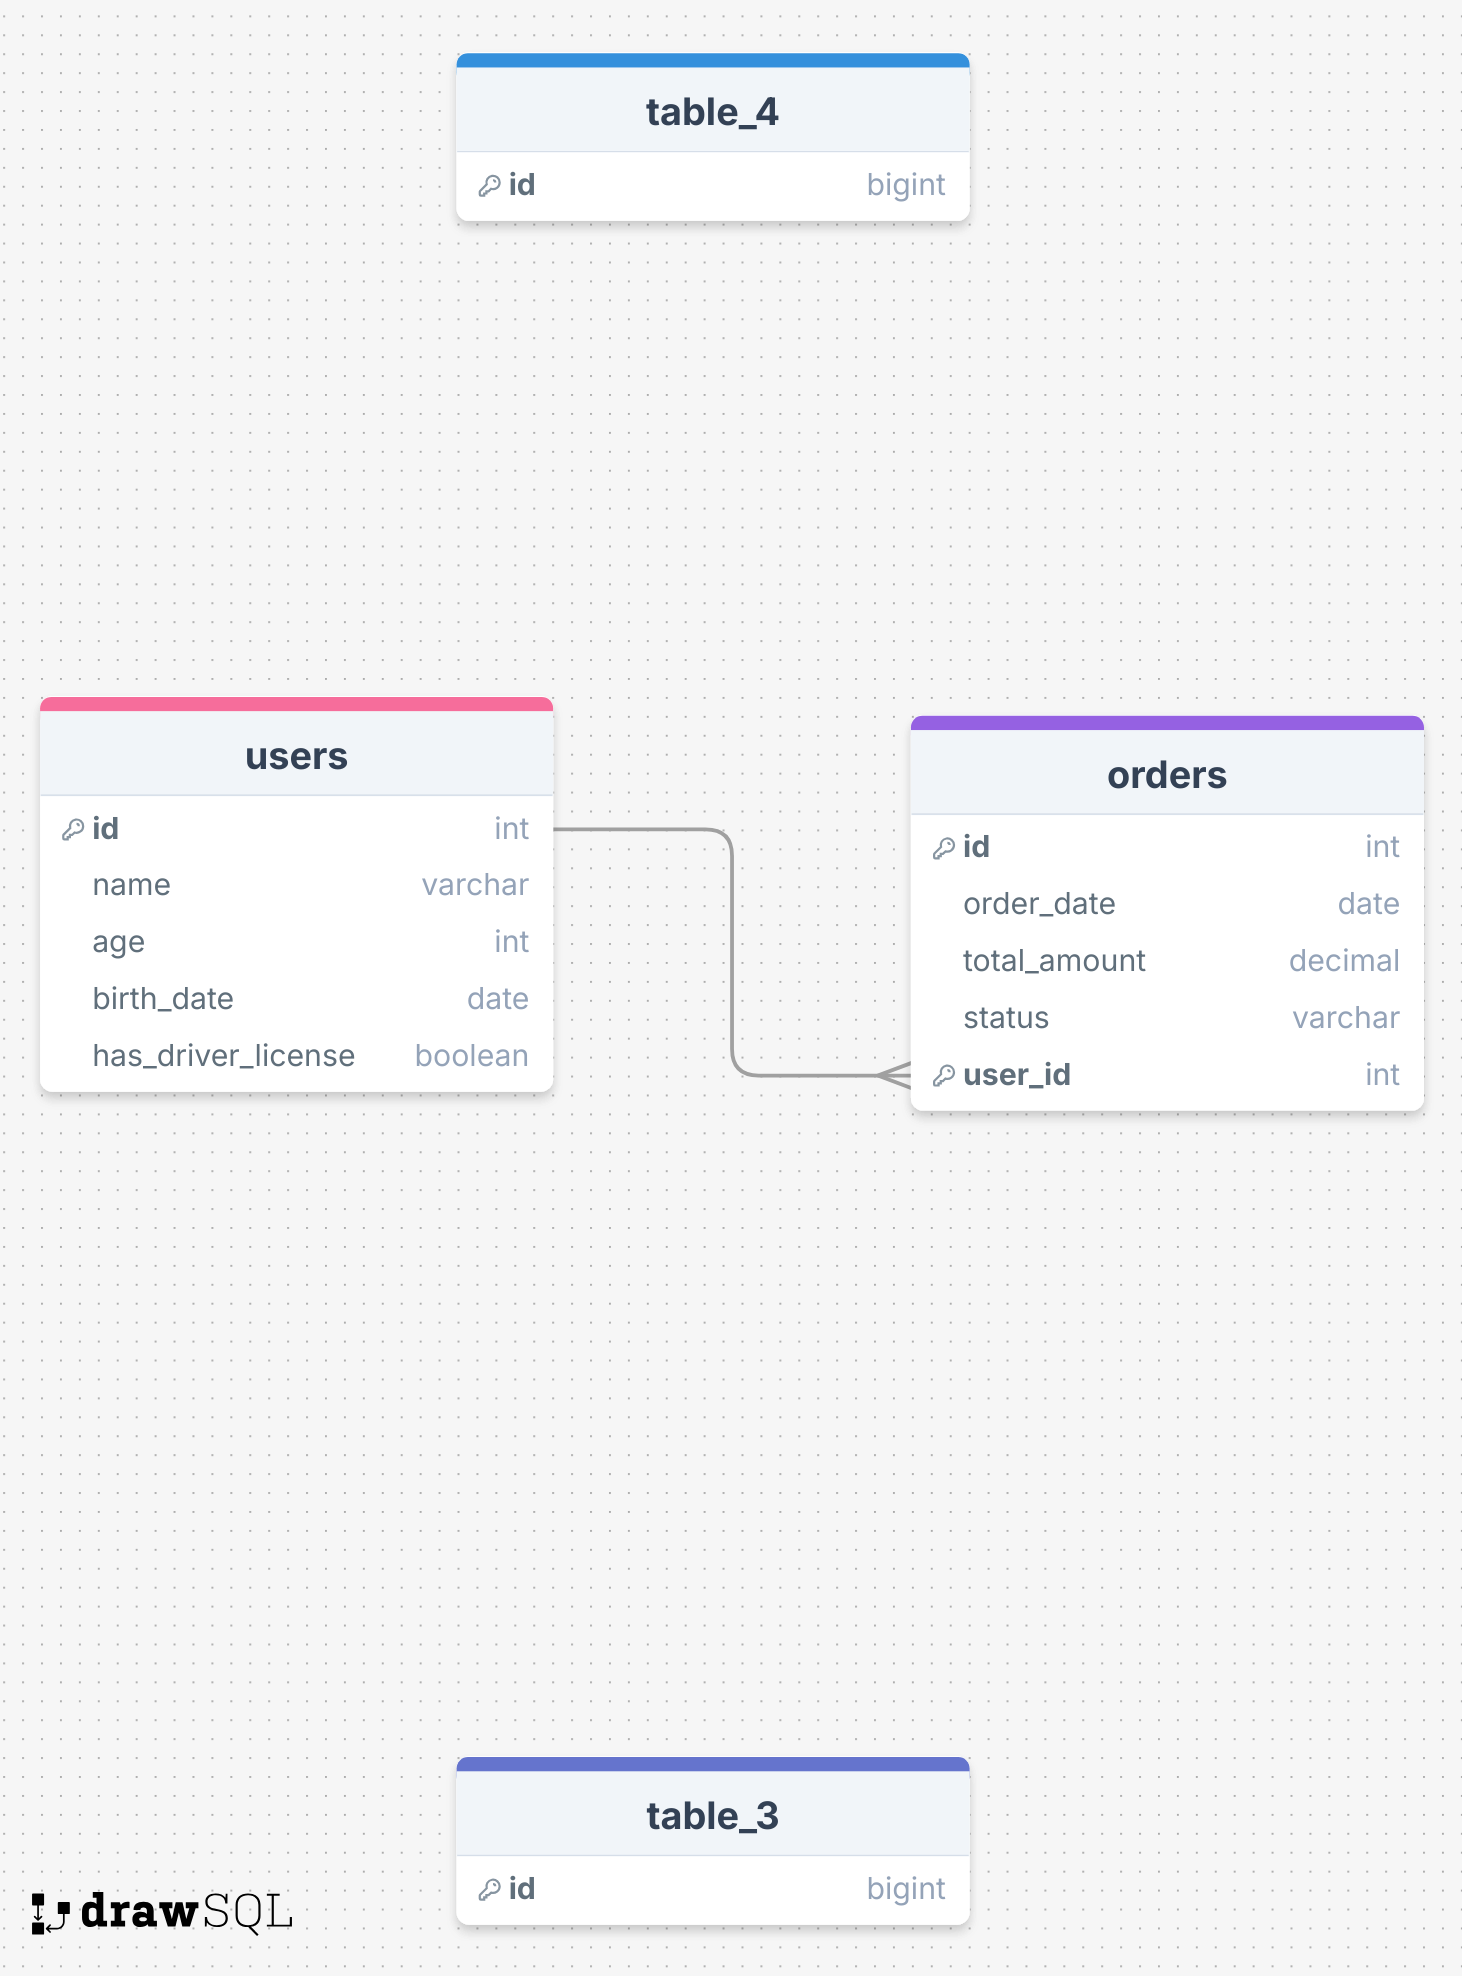 table_4
id bigint
users
id int
name varchar
age int
birth_date date
has_driver_license boolean
orders
id int
order_date date
total_amount decimal
status varchar
user_id int
table_3
id bigint
drawSQL